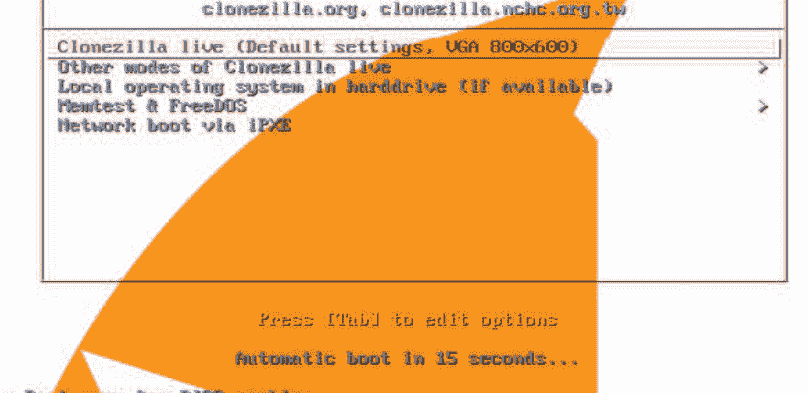 clonezilla.org, clonezilla.nchc.org.tw
Clonezilla live (Default settings, VGA 800x600)
Other modes of Clonezilla live >
Local operating system in harddrive (if available)
Memtest & FreeDOS >
Network boot via iPXE
Press [Tab] to edit options
Automatic boot in 15 seconds...